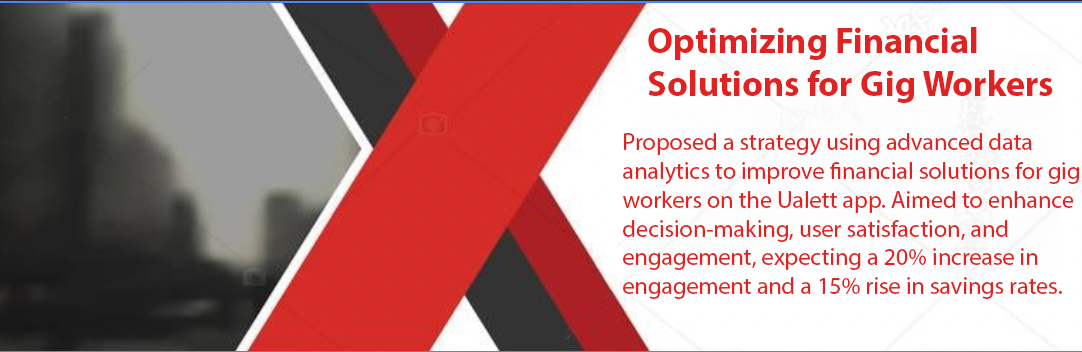 Optimizing Financial
Solutions for Gig Workers
Proposed a strategy using advanced data
analytics to improve financial solutions for gig
workers on the Ualett app. Aimed to enhance
decision-making, user satisfaction, and
engagement, expecting a 20% increase in
engagement and a 15% rise in savings rates.